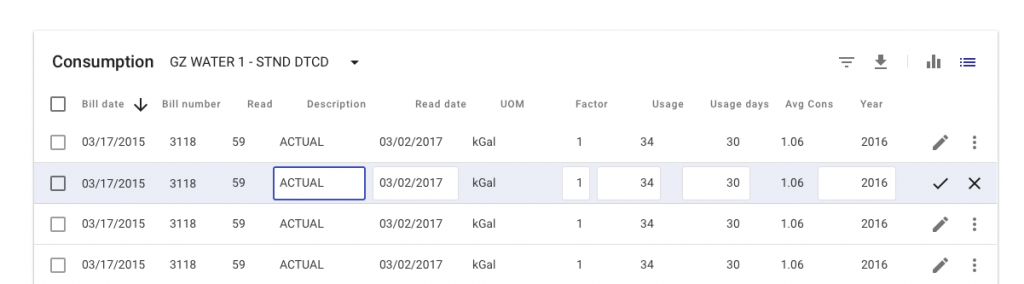 Consumption GZ WATER 1 - STND DTCD
Bill date Bill number Read Description Read date UOM Factor Usage Usage days Avg Cons Year
03/17/2015 3118 59 ACTUAL 03/02/2017 kGal 1 34 30 1.06 2016
03/17/2015 3118 59 ACTUAL 03/02/2017 kGal 1 34 30 1.06 2016
03/17/2015 3118 59 ACTUAL 03/02/2017 kGal 1 34 30 1.06 2016
03/17/2015 3118 59 ACTUAL 03/02/2017 kGal 1 34 30 1.06 2016